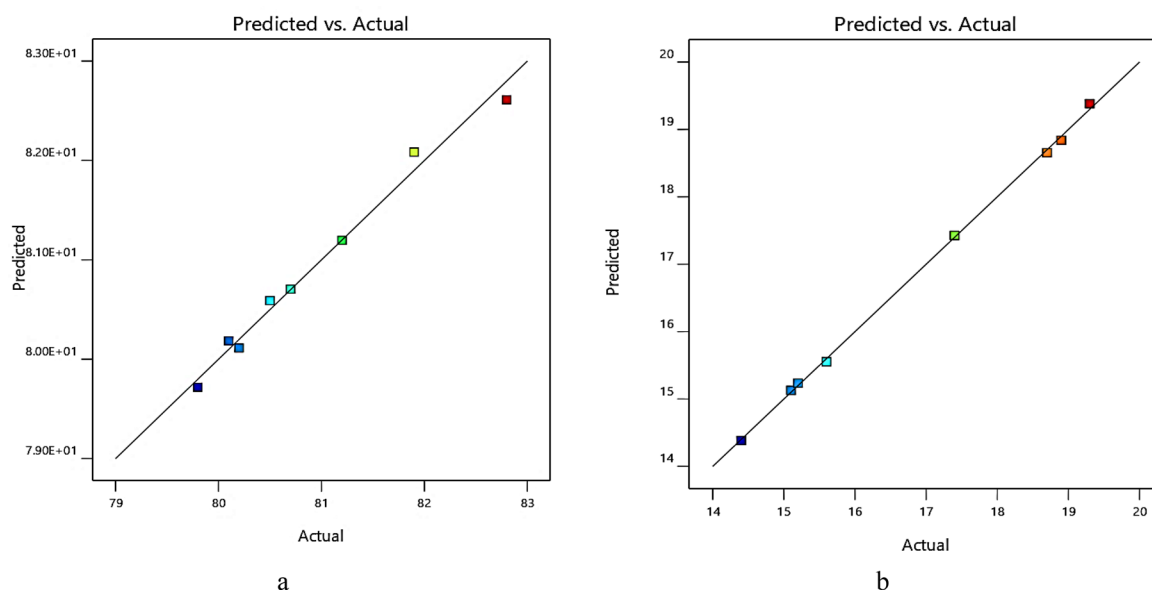 Predicted vs. Actual
8.30E+01
8.20E+01
8.10E+01
8.00E+01
7.90E+01
Predicted
79 80 81 82 83
Actual
a
Predicted vs. Actual
20
19
18
17
16
15
14
Predicted
14 15 16 17 18 19 20
Actual
b